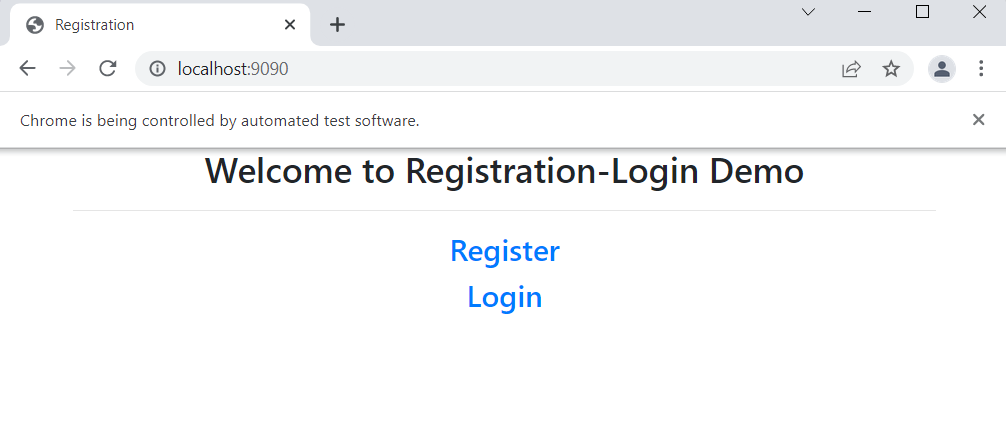 Registration
localhost:9090
Chrome is being controlled by automated test software.
Welcome to Registration-Login Demo
Register
Login